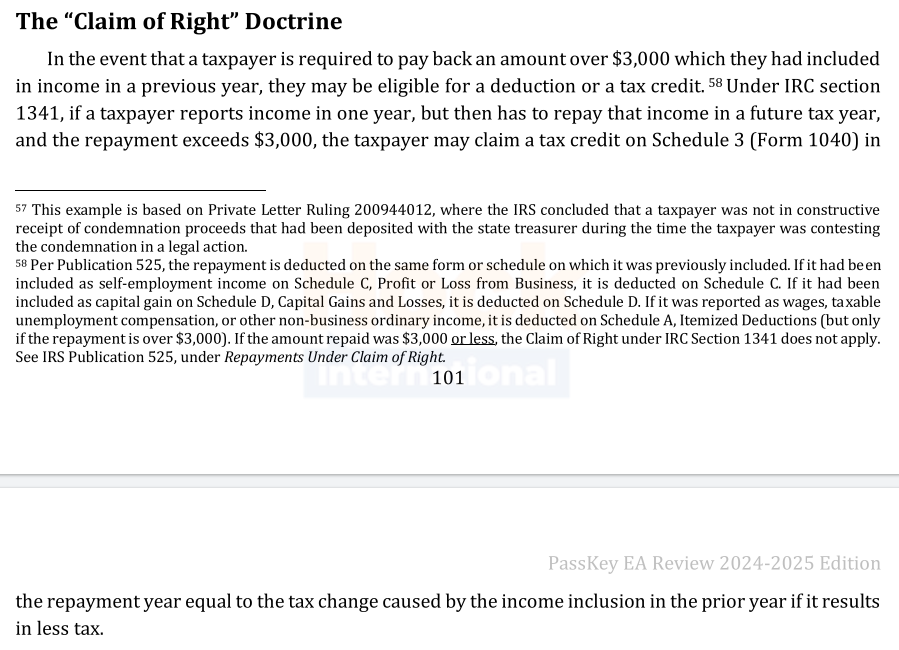 The “Claim of Right” Doctrine
In the event that a taxpayer is required to pay back an amount over $3,000 which they had included
in income in a previous year, they may be eligible for a deduction or a tax credit. 58 Under IRC section
1341, if a taxpayer reports income in one year, but then has to repay that income in a future tax year,
and the repayment exceeds $3,000, the taxpayer may claim a tax credit on Schedule 3 (Form 1040) in
57 This example is based on Private Letter Ruling 200944012, where the IRS concluded that a taxpayer was not in constructive
receipt of condemnation proceeds that had been deposited with the state treasurer during the time the taxpayer was contesting
the condemnation in a legal action.
58 Per Publication 525, the repayment is deducted on the same form or schedule on which it was previously included. If it had been
included as self-employment income on Schedule C, Profit or Loss from Business, it is deducted on Schedule C. If it had been
included as capital gain on Schedule D, Capital Gains and Losses, it is deducted on Schedule D. If it was reported as wages, taxable
unemployment compensation, or other non-business ordinary income, it is deducted on Schedule A, Itemized Deductions (but only
if the repayment is over $3,000). If the amount repaid was $3,000 or less, the Claim of Right under IRC Section 1341 does not apply.
See IRS Publication 525, under Repayments Under Claim of Right.
International
101
PassKey EA Review 2024-2025 Edition
the repayment year equal to the tax change caused by the income inclusion in the prior year if it results
in less tax.